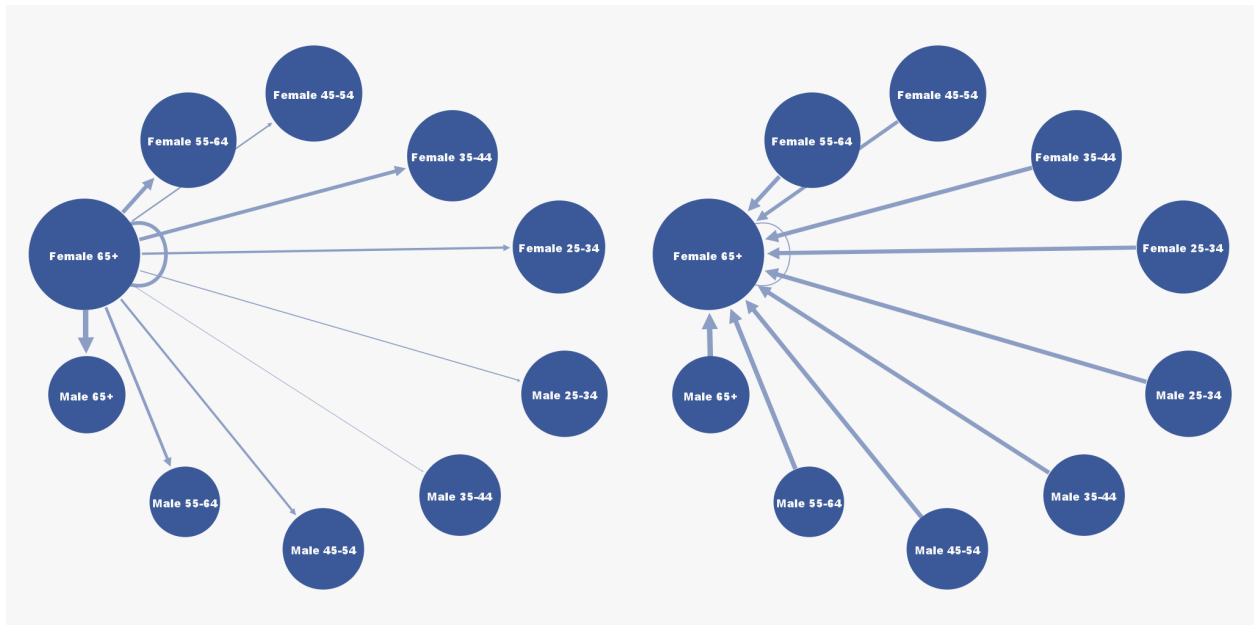 Female 45-54
Female 55-64
Female 35-44
Female 65+
Female 25-34
Male 65+
Male 25-34
Male 55-64
Male 35-44
Male 45-54
Female 45-54
Female 55-64
Female 35-44
Female 65+
Female 25-34
Male 65+
Male 25-34
Male 55-64
Male 35-44
Male 45-54